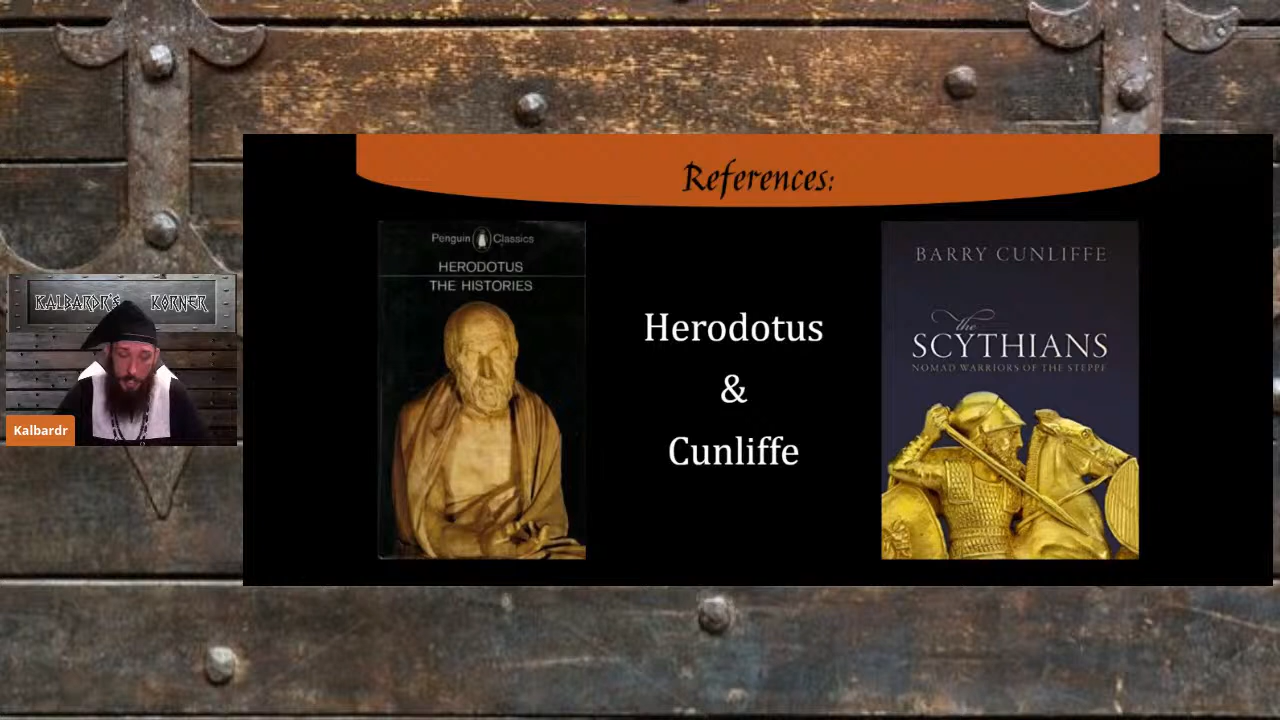 References:
Penguin Classics
HERODOTUS
THE HISTORIES
Herodotus
&
Cunliffe
BARRY CUNLIFFE
the
SCYTHIANS
NOMAD WARRIORS OF THE STEPPE
KALBARDR'S KORNER
Kalbardr